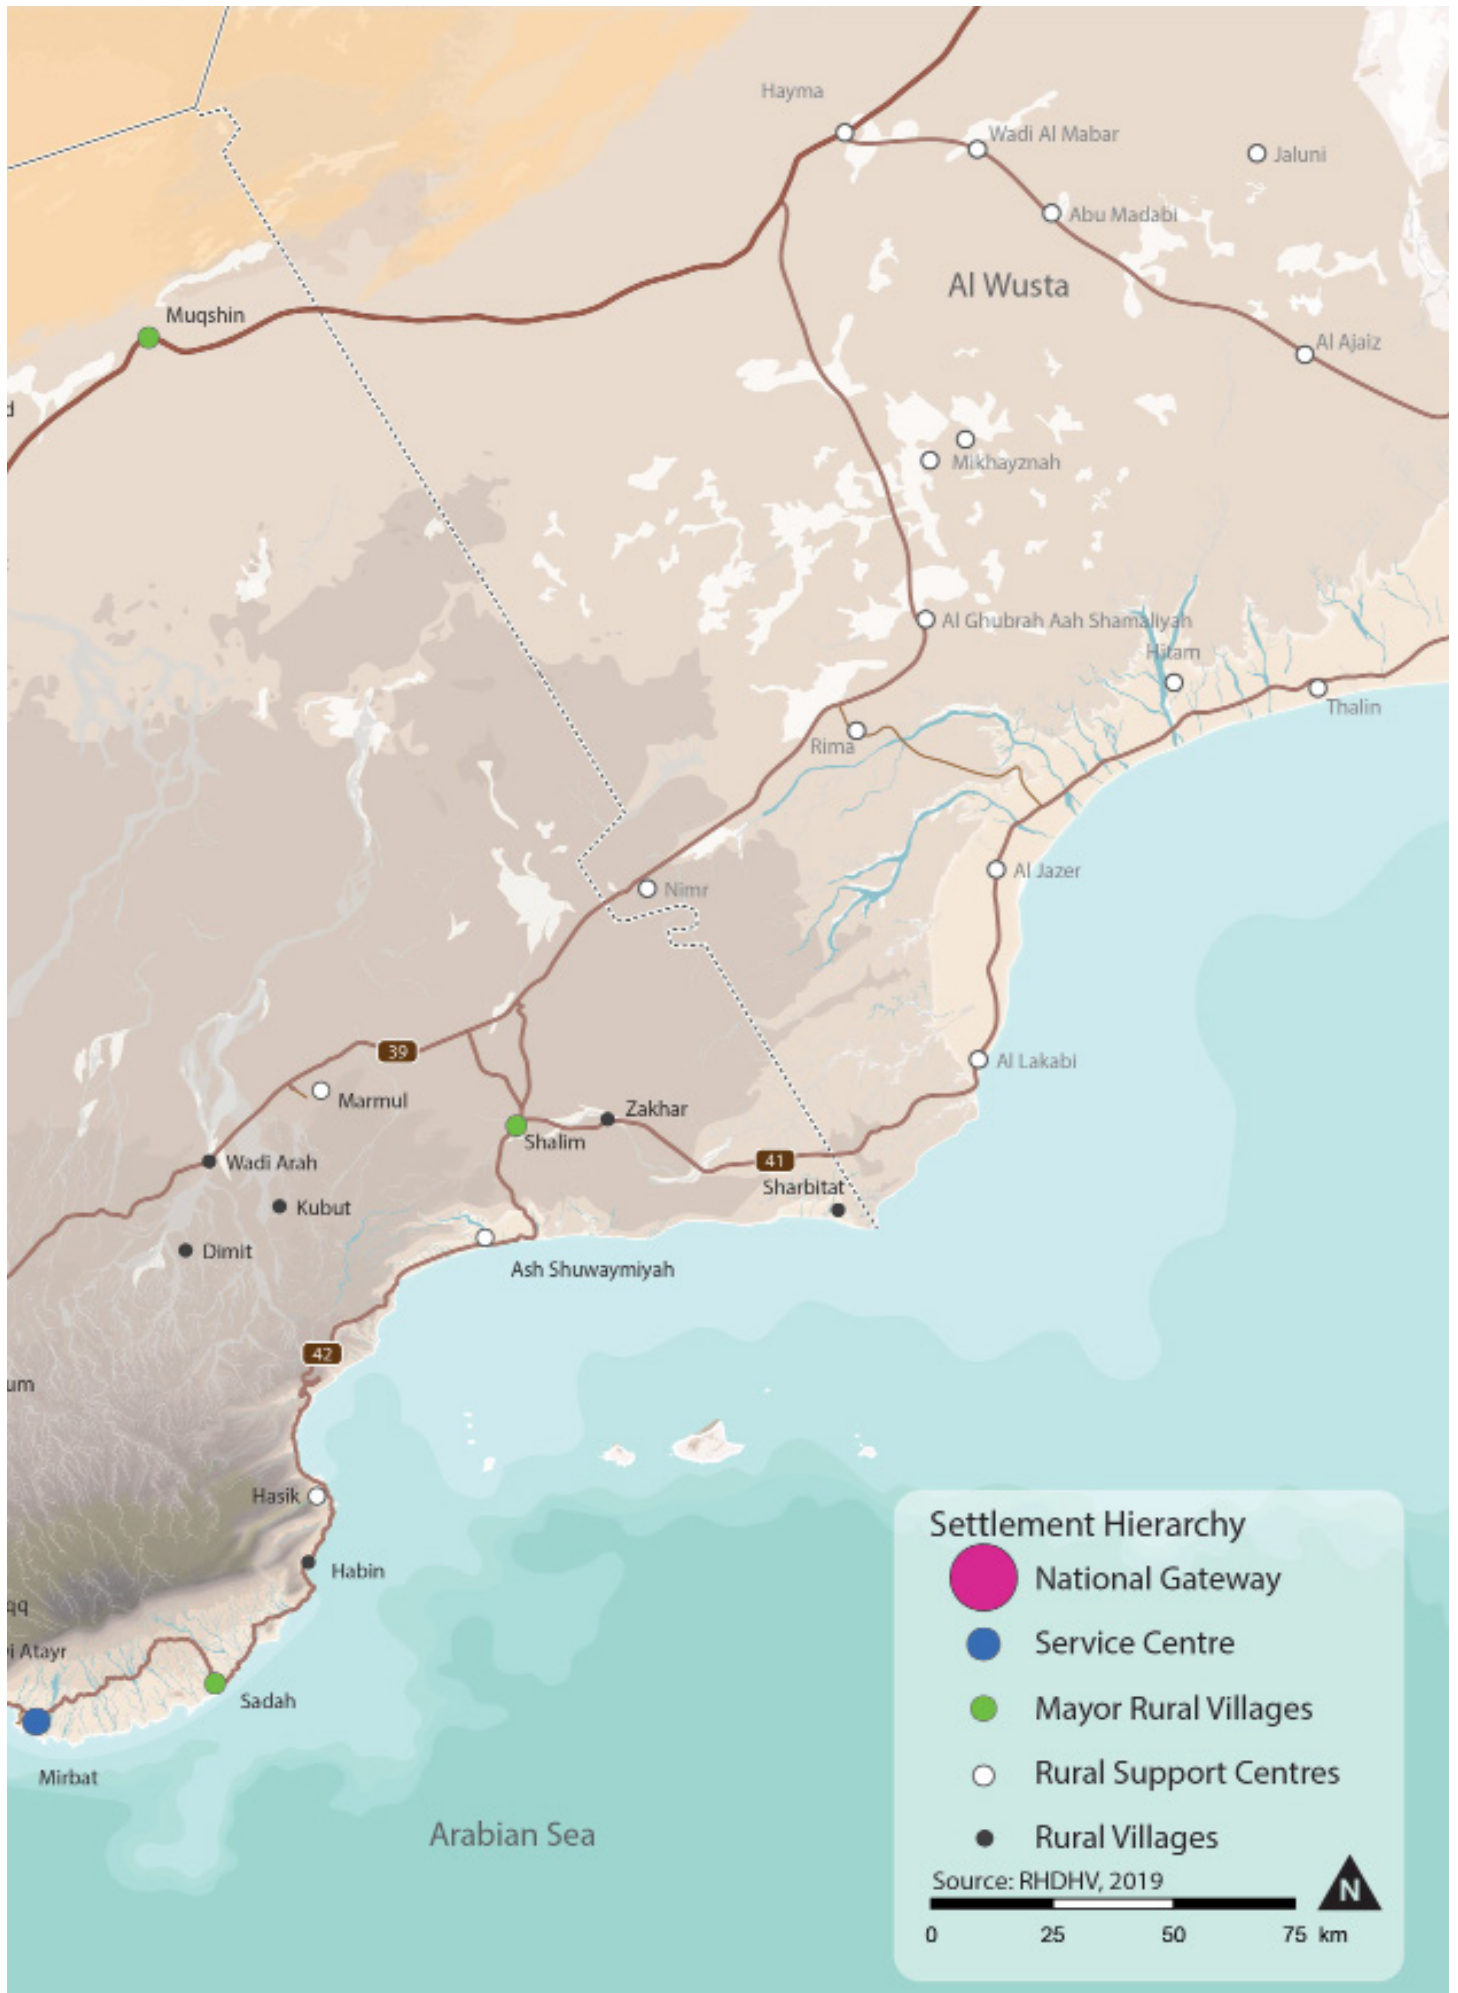 Hayma
Wadi Al Mabar
Jaluni
Abu Madabi
Al Wusta
Muqshin
Al Ajaiz
d
Mikhayznah
Al Ghubrah Aah Shamaliyah
Hitam
Thalin
Rima
Al Jazer
Nimr
39
Al Lakabi
Marmul
Zakhar
Shalim
41
Wadi Arah
Sharbitat
Kubut
Dimit
Ash Shuwaymiyah
42
um
Hasik
Habin
qq
i Atayr
Sadah
Mirbat
Arabian Sea
Settlement Hierarchy
National Gateway
Service Centre
Mayor Rural Villages
Rural Support Centres
Rural Villages
Source: RHDHV, 2019
N
0 25 50 75 km